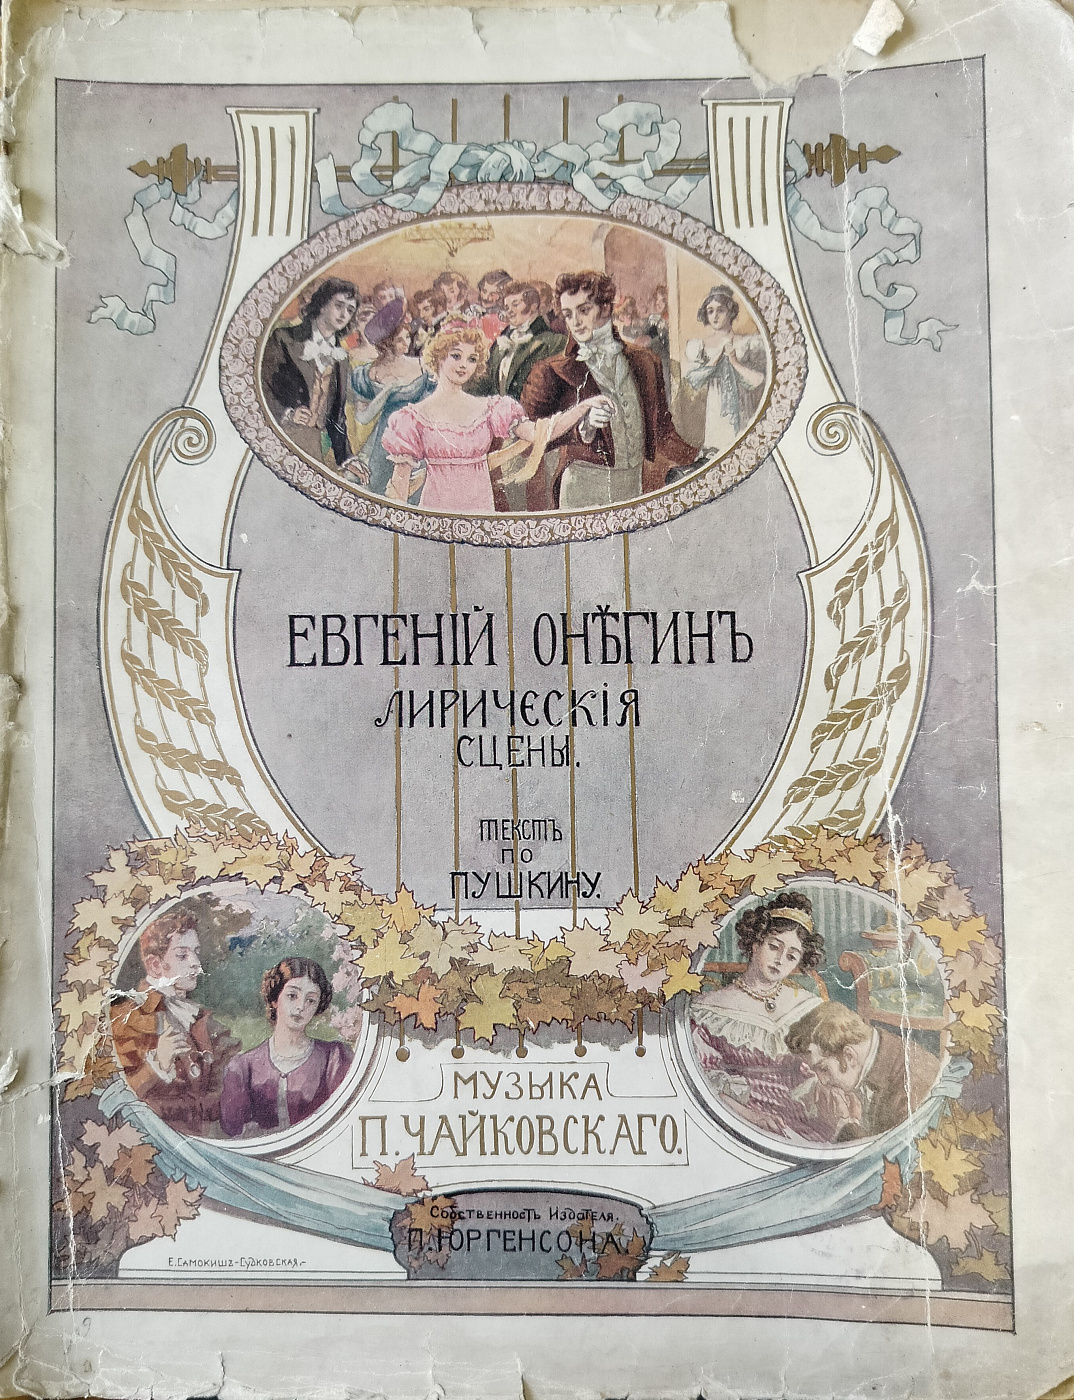 ЕВГЕНІЙ ОНѢГИНЪ
ЛИРИЧЕСКІЯ
СЦЕНЫ.
ТЕКСТЪ
ПО
ПУШКИНУ.
МУЗЫКА
П. ЧАЙКОВСКАГО.
Собственность Издателя.
П. ЮРГЕНСОНА.
Е. САМОКИШЪ-СУДКОВСКАЯ.